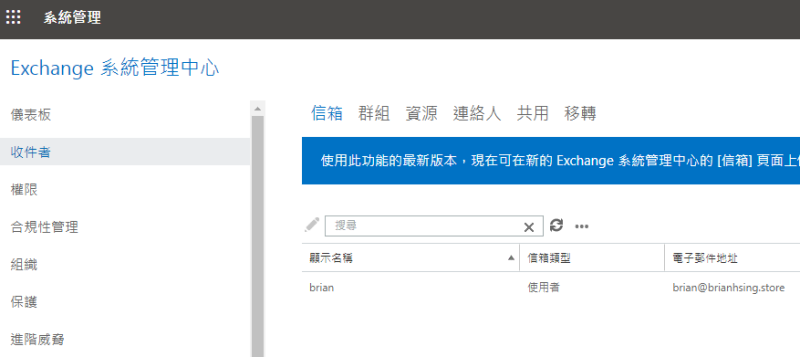 系統管理
Exchange 系統管理中心
儀表板
收件者
權限
合規性管理
組織
保護
進階威脅
信箱 群組 資源 連絡人 共用 移轉
使用此功能的最新版本，現在可在新的 Exchange 系統管理中心的 [信箱] 頁面上
搜尋
顯示名稱 信箱類型 電子郵件地址
brian 使用者 brian@brianhsing.store